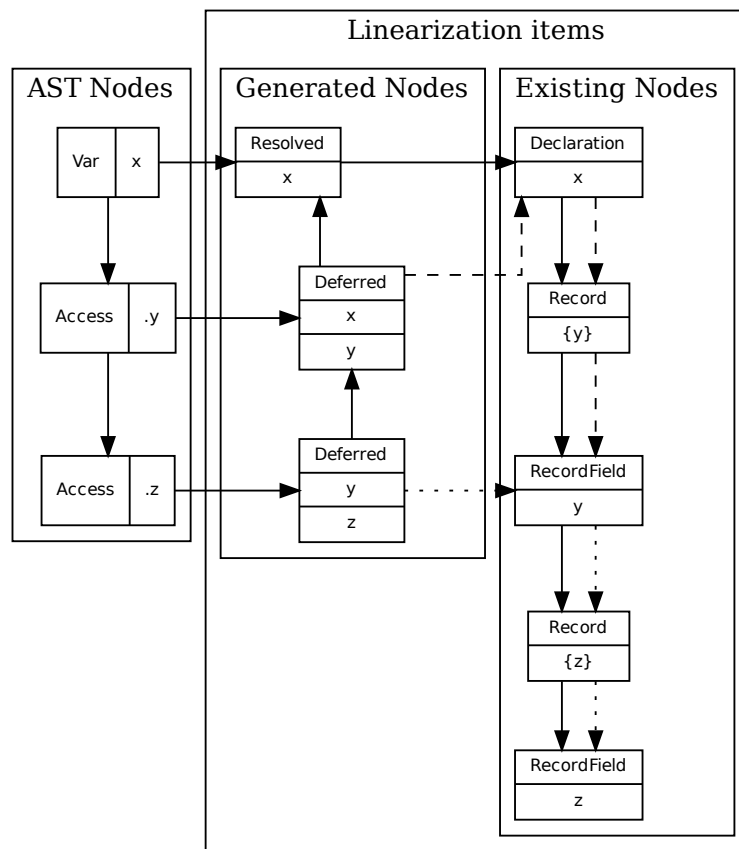 Linearization items
AST Nodes
Generated Nodes
Existing Nodes
Var
x
Resolved
x
Declaration
x
Access
.y
Deferred
x
y
Record
{y}
Access
.z
Deferred
y
z
RecordField
y
Record
{z}
RecordField
z